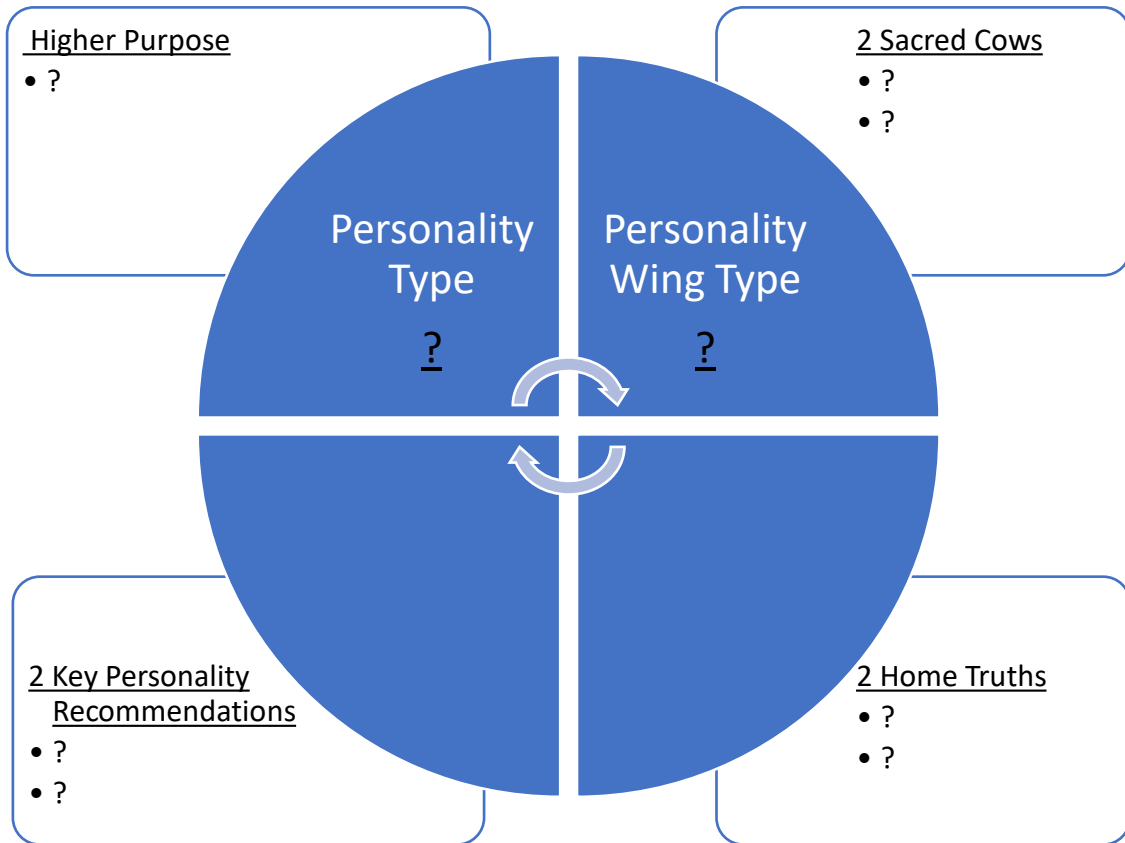 Higher Purpose
• ?
2 Sacred Cows
• ?
• ?
Personality
Type
?
Personality
Wing Type
?
2 Key Personality
Recommendations
• ?
• ?
2 Home Truths
• ?
• ?